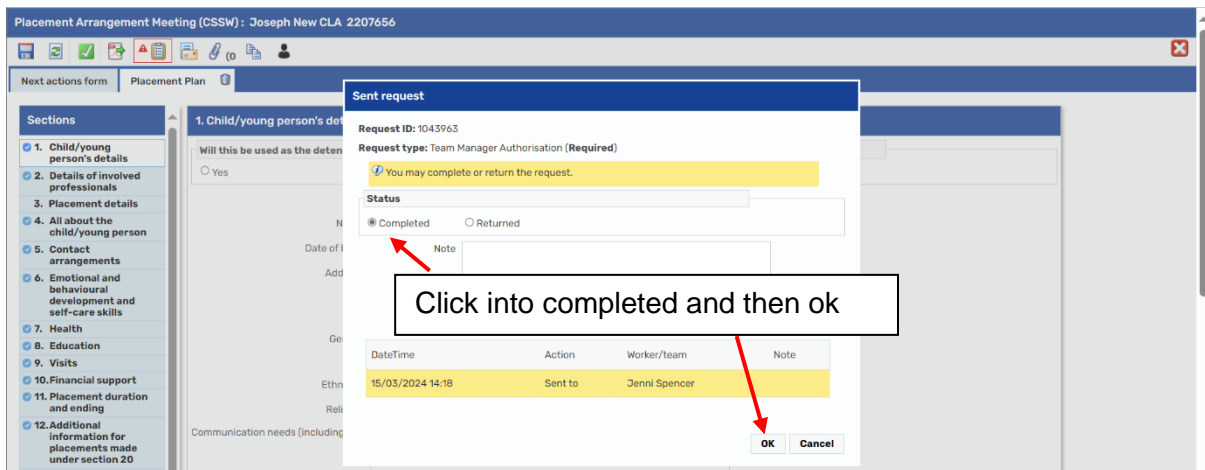 Placement Arrangement Meeting (CSSW) : Joseph New CLA 2207656
(0
Next actions form
Placement Plan
Sections
1. Child/young
person's details
2. Details of involved
professionals
3. Placement details
4. All about the
child/young person
5. Contact
arrangements
6. Emotional and
behavioural
development and
self-care skills
7. Health
8. Education
9. Visits
10. Financial support
11. Placement duration
and ending
12. Additional
information for
placements made
under section 20
1. Child/young person's det
Will this be used as the deten
Yes
N
Date of
Add
Ge
Ethn
Reli
Communication needs (including
Sent request
Request ID: 1043963
Request type: Team Manager Authorisation (Required)
You may complete or return the request.
Status
Completed
Returned
Note
Click into completed and then ok
DateTime Action Worker/team Note
15/03/2024 14:18 Sent to Jenni Spencer
OK Cancel